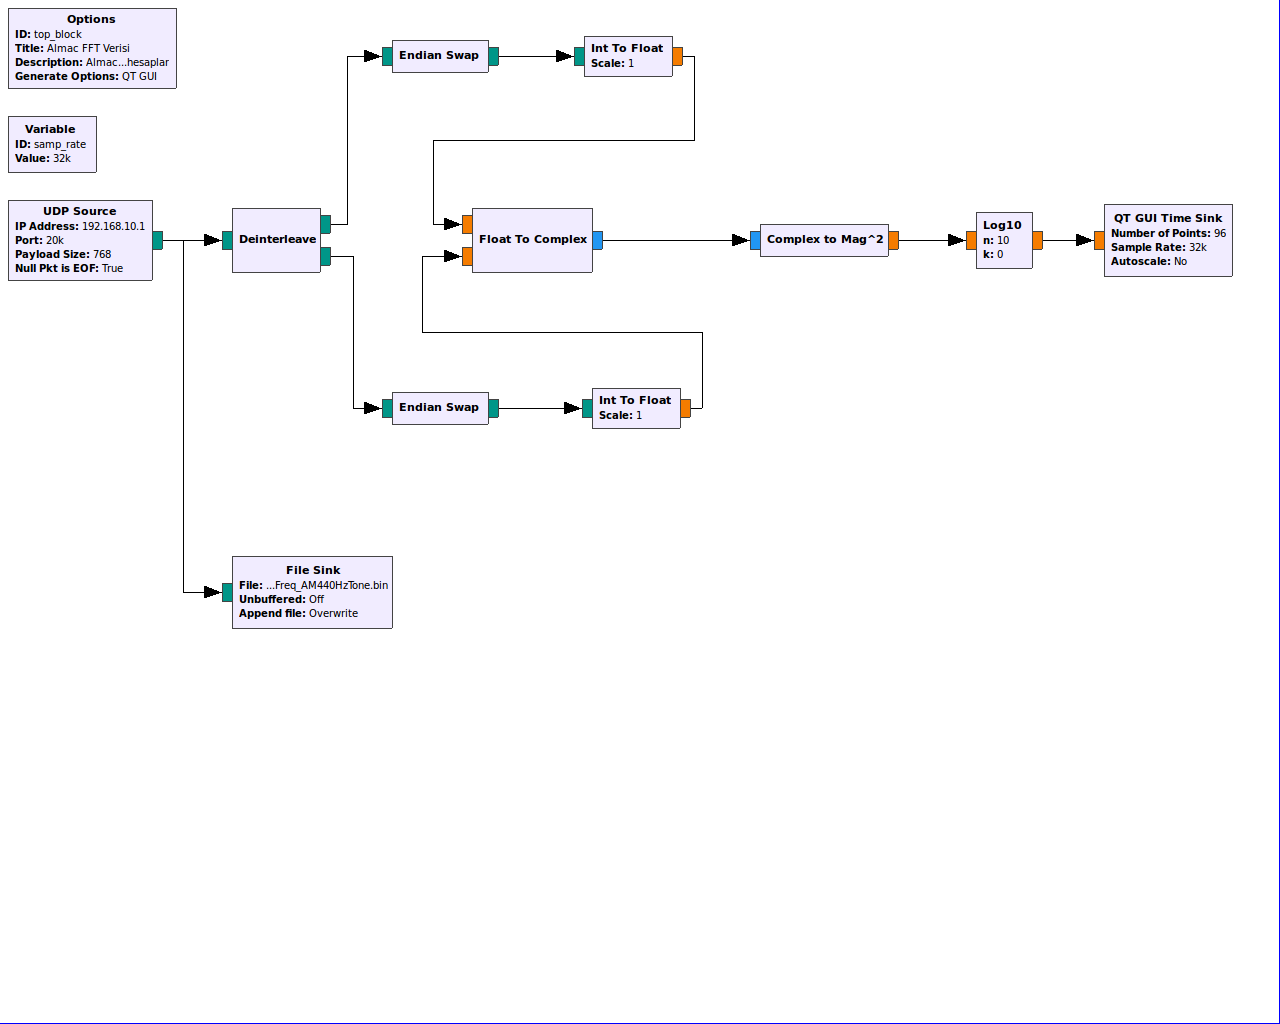 Options
ID: top_block
Title: Almac FFT Verisi
Description: Almac...hesaplar
Generate Options: QT GUI
Variable
ID: samp_rate
Value: 32k
UDP Source
IP Address: 192.168.10.1
Port: 20k
Payload Size: 768
Null Pkt is EOF: True
Deinterleave
Endian Swap
Int To Float
Scale: 1
Float To Complex
Complex to Mag^2
Log10
n: 10
k: 0
QT GUI Time Sink
Number of Points: 96
Sample Rate: 32k
Autoscale: No
Endian Swap
Int To Float
Scale: 1
File Sink
File: ...Freq_AM440HzTone.bin
Unbuffered: Off
Append file: Overwrite